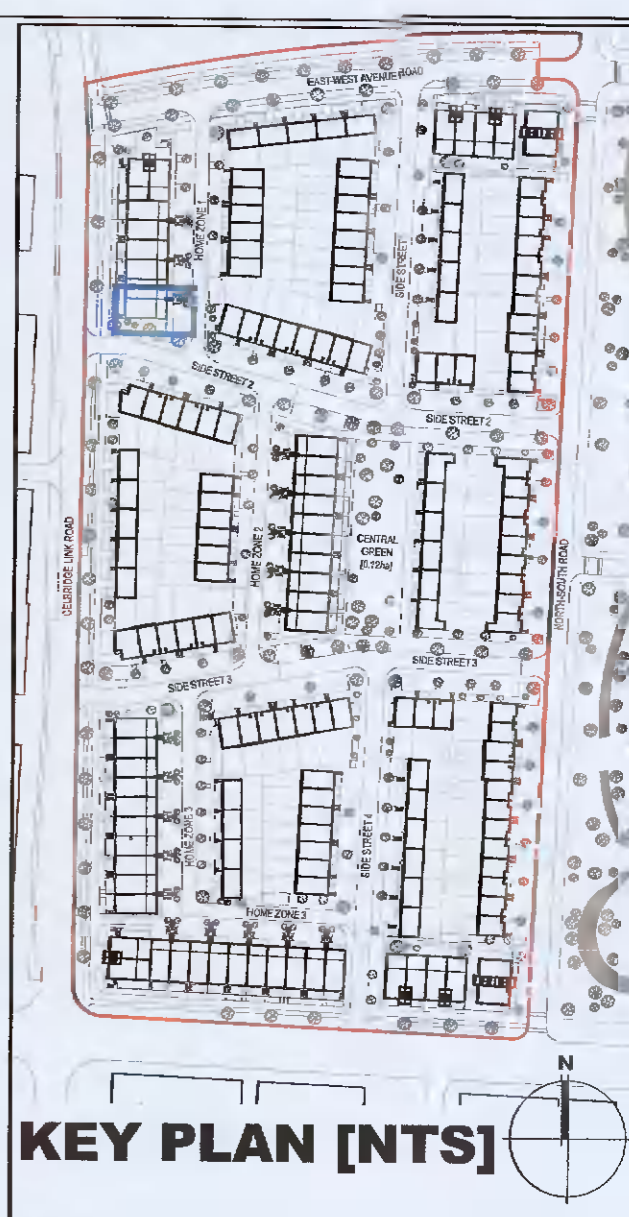 EAST-WEST AVENUE ROAD
HOME ZONE 1
SIDE STREET
SIDE STREET 2
SIDE STREET 2
CELBRIDGE LINK ROAD
HOME ZONE 2
CENTRAL
GREEN
[0.12ha]
NORTH-SOUTH ROAD
SIDE STREET 3
SIDE STREET 3
HOME ZONE 3
SIDE STREET 4
HOME ZONE 3
N
KEY PLAN [NTS]